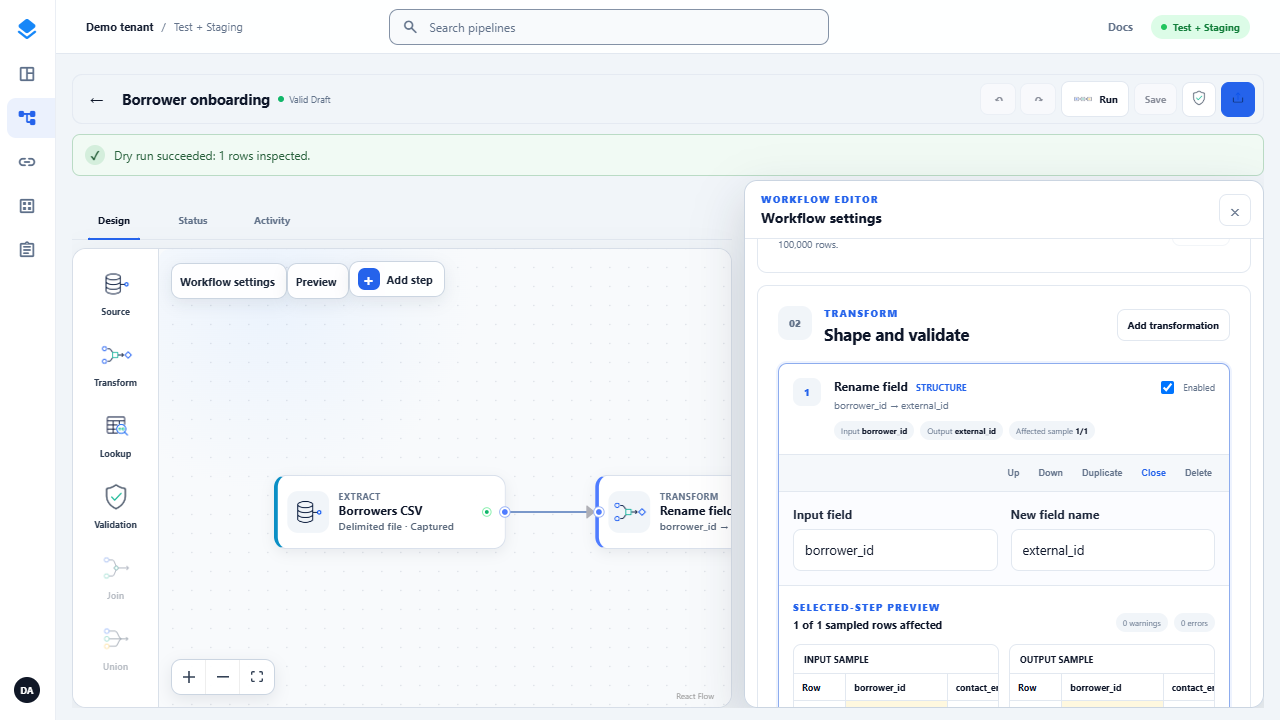 Demo tenant / Test + Staging
Search pipelines
Docs
Test + Staging
Borrower onboarding
Valid Draft
Run
Save
Dry run succeeded: 1 rows inspected.
Design
Status
Activity
Source
Transform
Lookup
Validation
Join
Union
Workflow settings
Preview
Add step
EXTRACT
Borrowers CSV
Delimited file · Captured
TRANSFORM
Rename field
borrower_id →
React Flow
DA
WORKFLOW EDITOR
Workflow settings
100,000 rows.
02
TRANSFORM
Shape and validate
Add transformation
1
Rename field STRUCTURE
Enabled
borrower_id → external_id
Input borrower_id
Output external_id
Affected sample 1/1
Up
Down
Duplicate
Close
Delete
Input field
New field name
borrower_id
external_id
SELECTED-STEP PREVIEW
1 of 1 sampled rows affected
0 warnings
0 errors
INPUT SAMPLE
Row borrower_id
OUTPUT SAMPLE
Row borrower_id